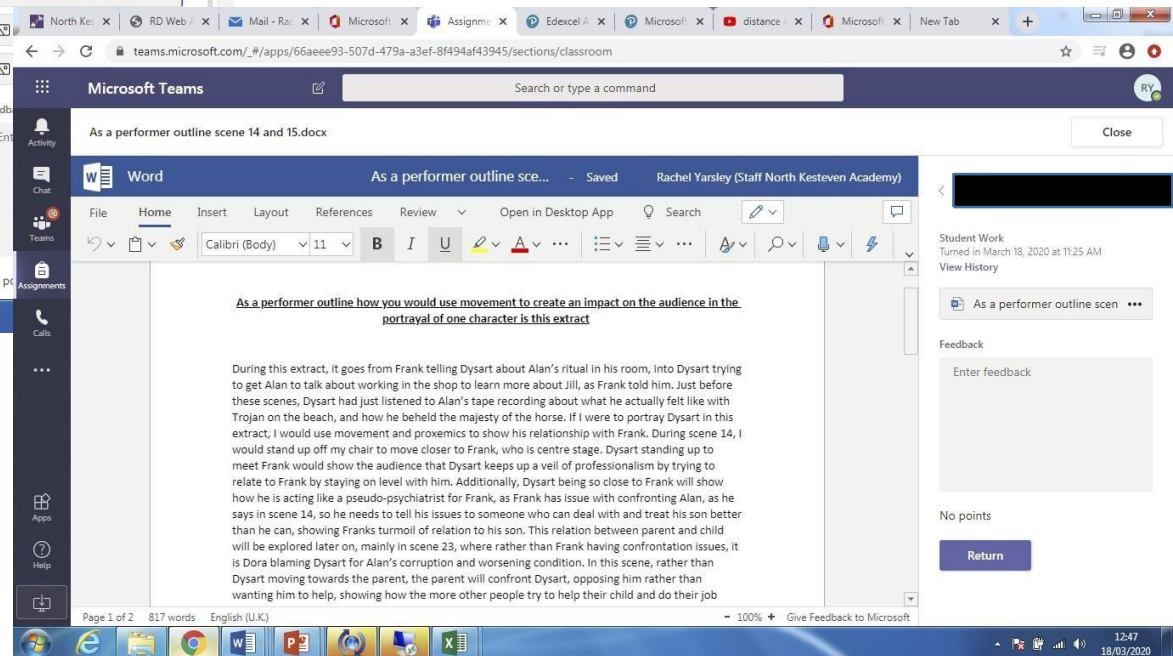 North Kes
RD Web A
Mail - Rac
Microsoft
Assignme
Edexcel A
Microsoft
distance l
Microsoft
New Tab
teams.microsoft.com/_#/apps/66aeee93-507d-479a-a3ef-8f494af43945/sections/classroom
Microsoft Teams
Search or type a command
RY
Activity
Chat
Teams
Assignments
Calls
Apps
Help
As a performer outline scene 14 and 15.docx
Close
Word
As a performer outline sce... - Saved
Rachel Yarsley (Staff North Kesteven Academy)
File Home Insert Layout References Review Open in Desktop App Search
Calibri (Body) 11 B I U A
As a performer outline how you would use movement to create an impact on the audience in the
portrayal of one character is this extract
During this extract, it goes from Frank telling Dysart about Alan's ritual in his room, into Dysart trying
to get Alan to talk about working in the shop to learn more about Jill, as Frank told him. Just before
these scenes, Dysart had just listened to Alan's tape recording about what he actually felt like with
Trojan on the beach, and how he beheld the majesty of the horse. If I were to portray Dysart in this
extract, I would use movement and proxemics to show his relationship with Frank. During scene 14, I
would stand up off my chair to move closer to Frank, who is centre stage. Dysart standing up to
meet Frank would show the audience that Dysart keeps up a veil of professionalism by trying to
relate to Frank by staying on level with him. Additionally, Dysart being so close to Frank will show
how he is acting like a pseudo-psychiatrist for Frank, as Frank has issue with confronting Alan, as he
says in scene 14, so he needs to tell his issues to someone who can deal with and treat his son better
than he can, showing Franks turmoil of relation to his son. This relation between parent and child
will be explored later on, mainly in scene 23, where rather than Frank having confrontation issues, it
is Dora blaming Dysart for Alan's corruption and worsening condition. In this scene, rather than
Dysart moving towards the parent, the parent will confront Dysart, opposing him rather than
wanting him to help, showing how the more other people try to help their child and do their job
Page 1 of 2 817 words English (U.K.)
- 100% + Give Feedback to Microsoft
Student Work
Turned in March 18, 2020 at 11:25 AM
View History
As a performer outline scen
Feedback
Enter feedback
No points
Return
12:47
18/03/2020